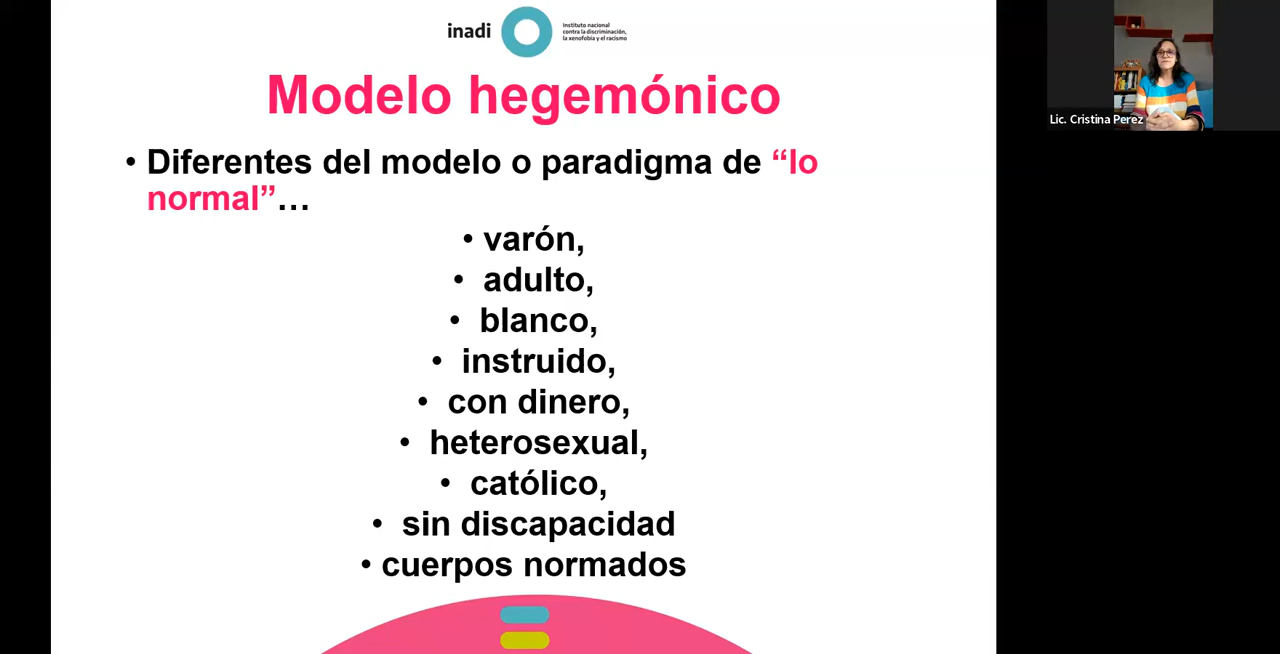 inadi
instituto nacional
contra la discriminación,
la xenofobia y el racismo
Modelo hegemónico
• Diferentes del modelo o paradigma de “lo
normal”…
• varón,
• adulto,
• blanco,
• instruido,
• con dinero,
• heterosexual,
• católico,
• sin discapacidad
• cuerpos normados
Lic. Cristina Perez